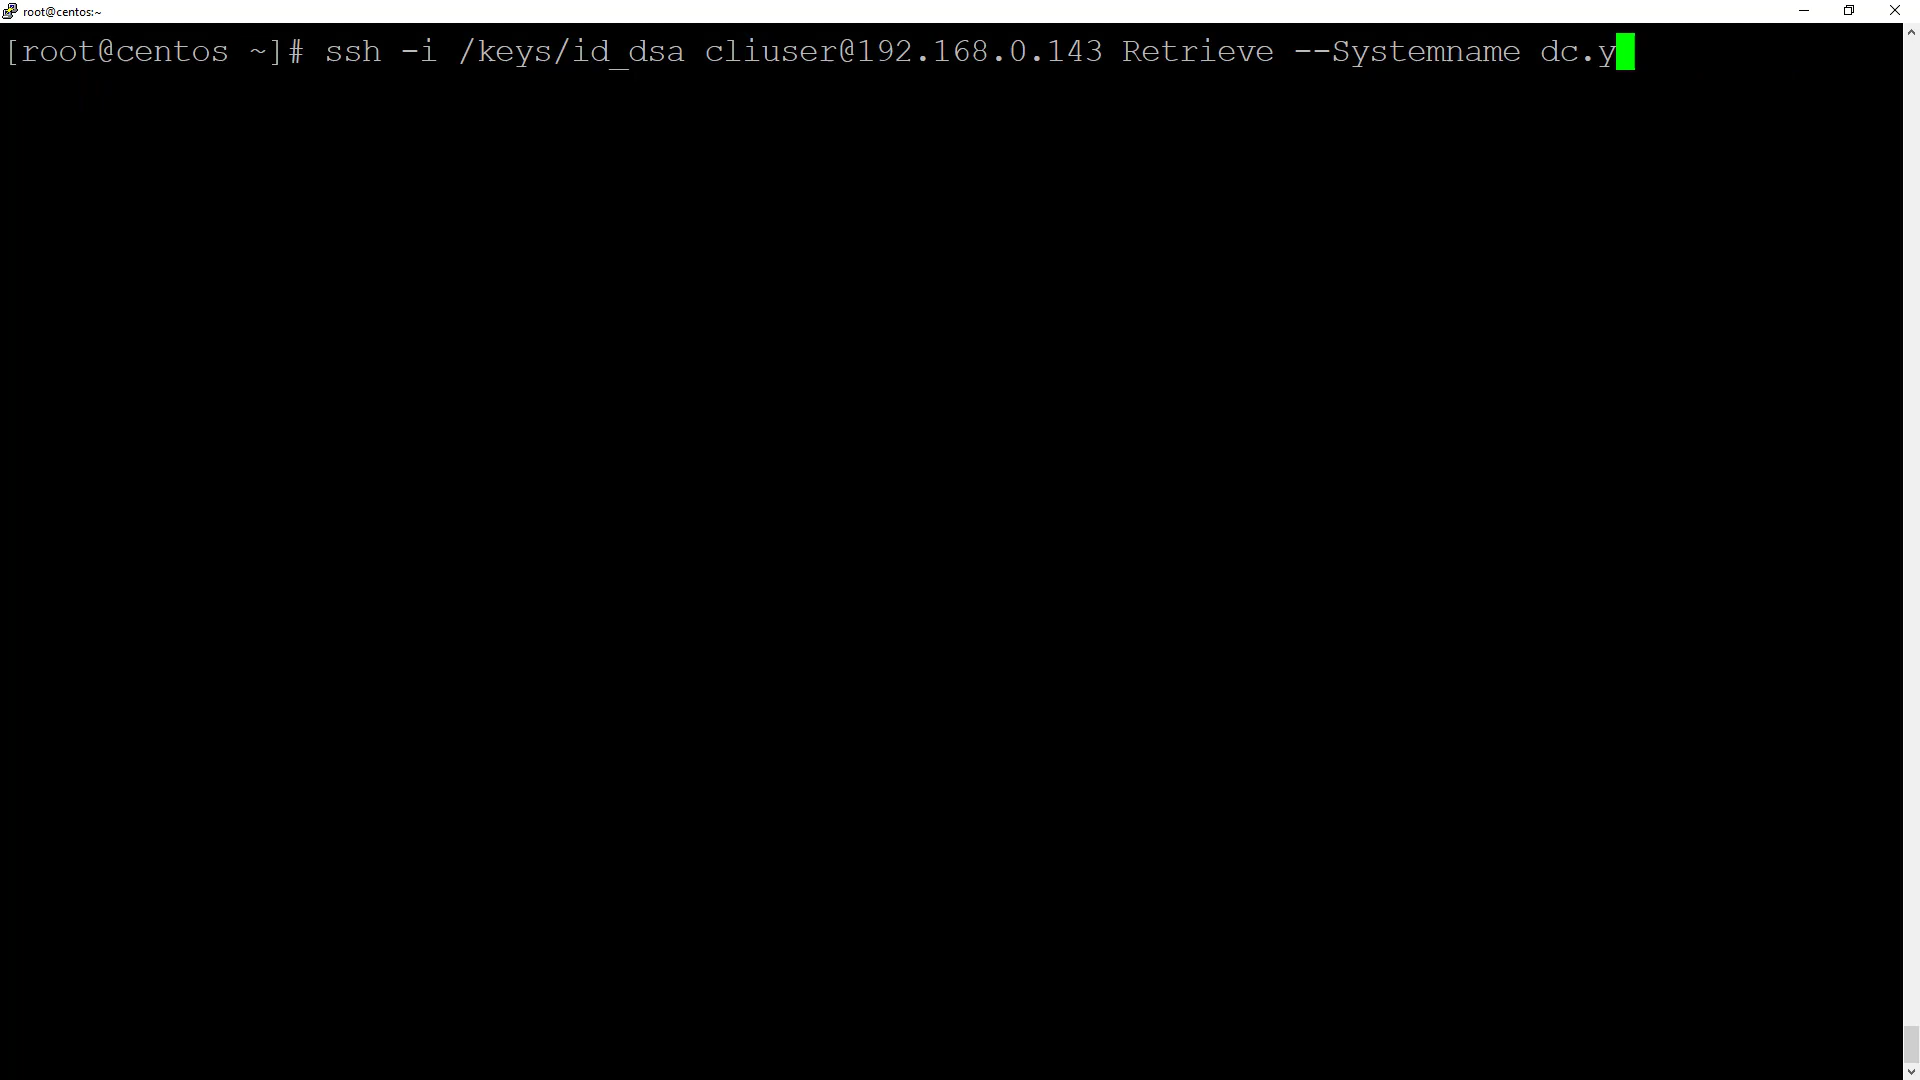 root@centos:~
[root@centos ~]# ssh -i /keys/id_dsa cliuser@192.168.0.143 Retrieve --Systemname dc.y